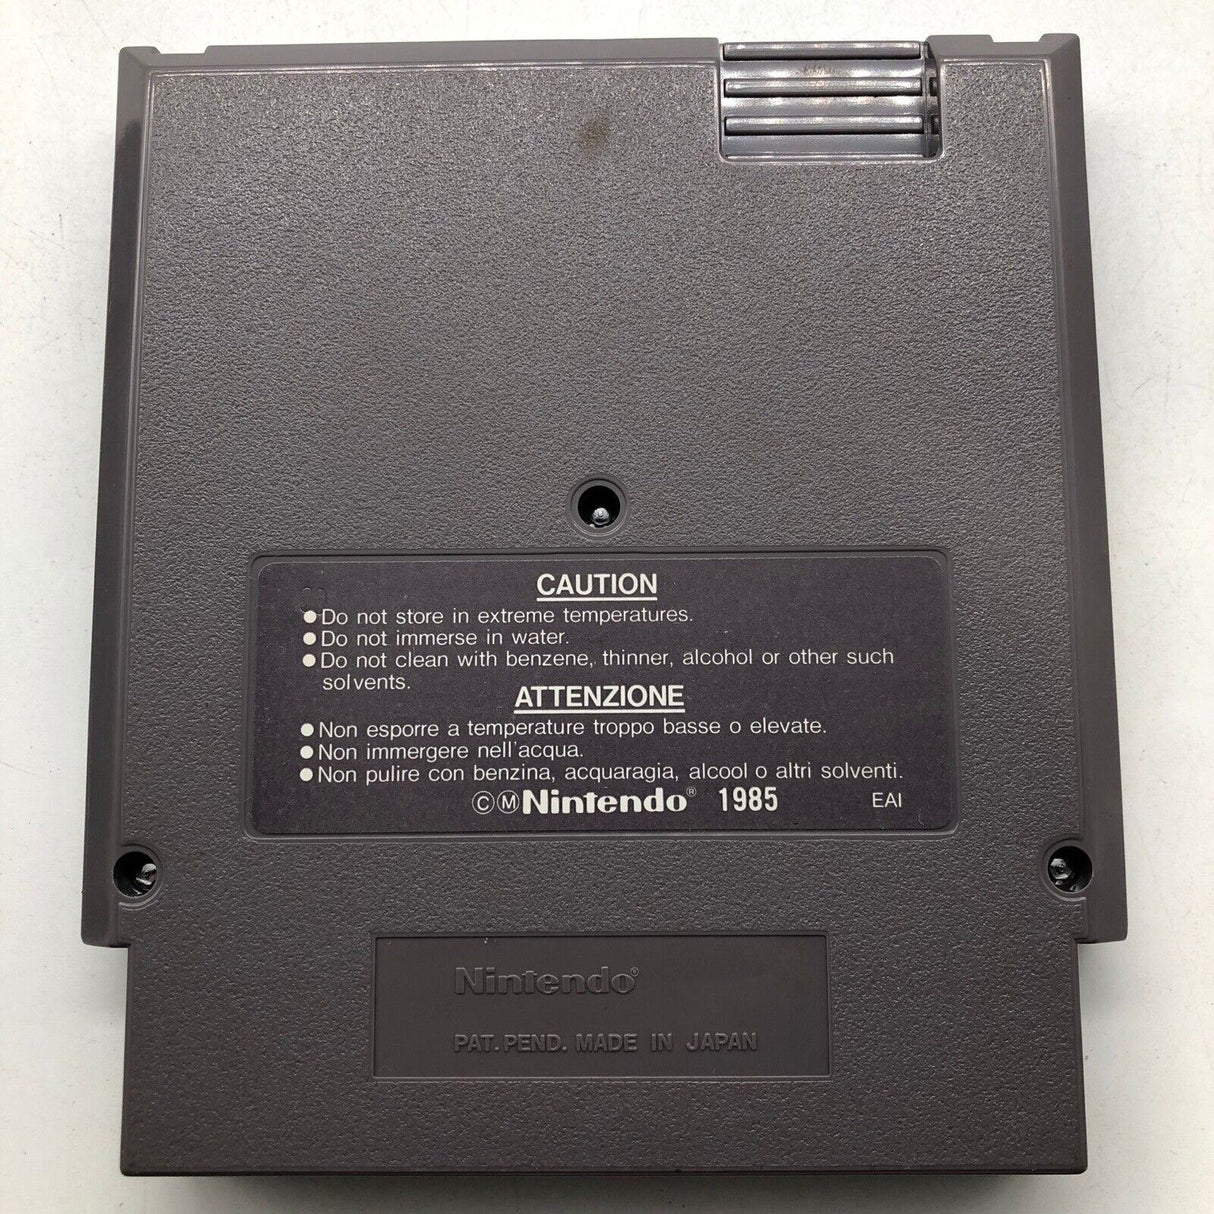 CAUTION
●Do not store in extreme temperatures.
●Do not immerse in water.
●Do not clean with benzene, thinner, alcohol or other such
solvents.
ATTENZIONE
●Non esporre a temperature troppo basse o elevate.
●Non immergere nell'acqua.
●Non pulire con benzina, acquaragia, alcool o altri solventi.
ⒸⓂNintendo® 1985 EAI
Nintendo®
PAT. PEND. MADE IN JAPAN